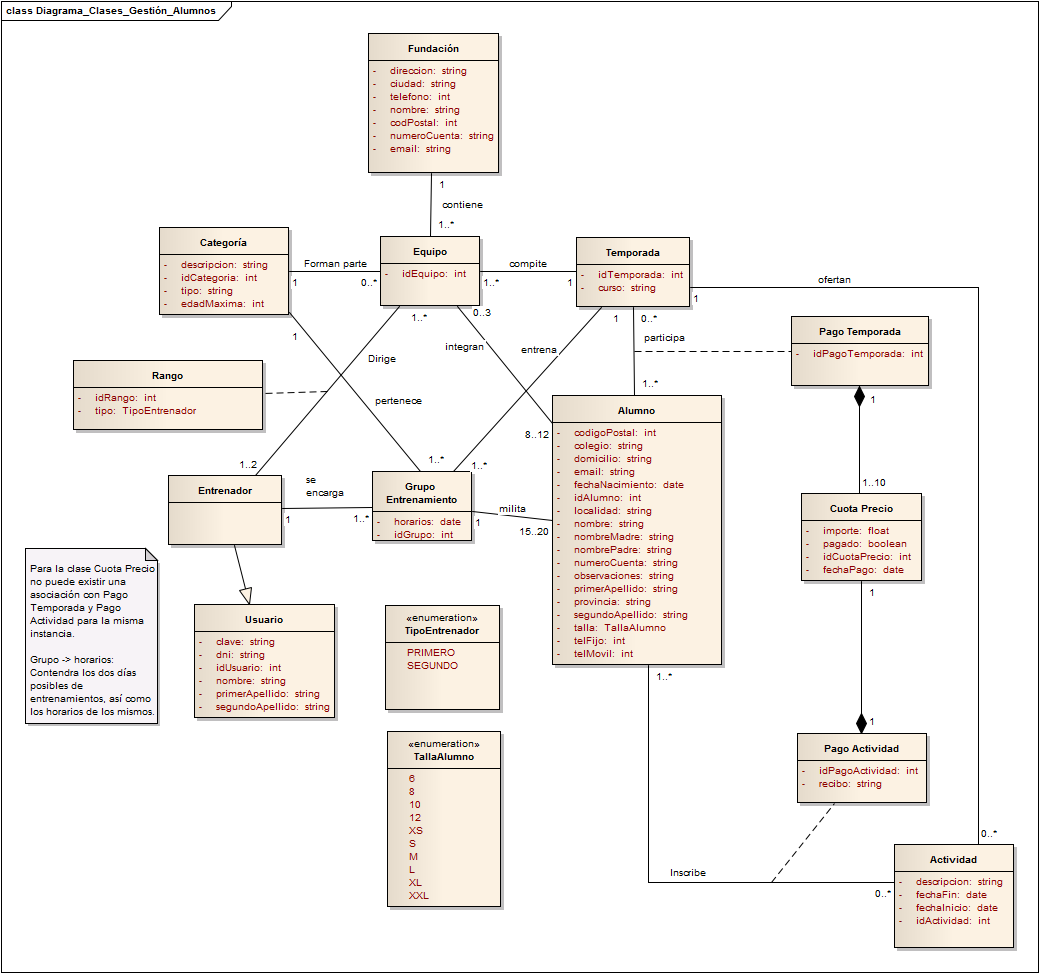 class Diagrama_Clases_Gestión_Alumnos
Fundación
- direccion: string
- ciudad: string
- telefono: int
- nombre: string
- codPostal: int
- numeroCuenta: string
- email: string
1
contiene
1..*
Categoría
- descripcion: string
- idCategoria: int
- tipo: string
- edadMaxima: int
Forman parte
1
0..*
Equipo
- idEquipo: int
compite
1..*
1
Temporada
- idTemporada: int
- curso: string
ofertan
1
1
pertenece
1..*
1..*
Dirige
1..2
0..3
integran
8..12
1
entrena
1..*
0..*
participa
1..*
Pago Temporada
- idPagoTemporada: int
1
1..10
Rango
- idRango: int
- tipo: TipoEntrenador
Entrenador
se
encarga
1
1..*
Grupo
Entrenamiento
- horarios: date
- idGrupo: int
milita
1
15..20
Alumno
- codigoPostal: int
- colegio: string
- domicilio: string
- email: string
- fechaNacimiento: date
- idAlumno: int
- localidad: string
- nombre: string
- nombreMadre: string
- nombrePadre: string
- numeroCuenta: string
- observaciones: string
- primerApellido: string
- provincia: string
- segundoApellido: string
- talla: TallaAlumno
- telFijo: int
- telMovil: int
1..*
Cuota Precio
- importe: float
- pagado: boolean
- idCuotaPrecio: int
- fechaPago: date
1
1
Para la clase Cuota Precio
no puede existir una
asociación con Pago
Temporada y Pago
Actividad para la misma
instancia.
Grupo -> horarios:
Contendra los dos días
posibles de
entrenamientos, así como
los horarios de los mismos.
Usuario
- clave: string
- dni: string
- idUsuario: int
- nombre: string
- primerApellido: string
- segundoApellido: string
«enumeration»
TipoEntrenador
PRIMERO
SEGUNDO
«enumeration»
TallaAlumno
6
8
10
12
XS
S
M
L
XL
XXL
Pago Actividad
- idPagoActividad: int
- recibo: string
Inscribe
0..*
0..*
Actividad
- descripcion: string
- fechaFin: date
- fechaInicio: date
- idActividad: int